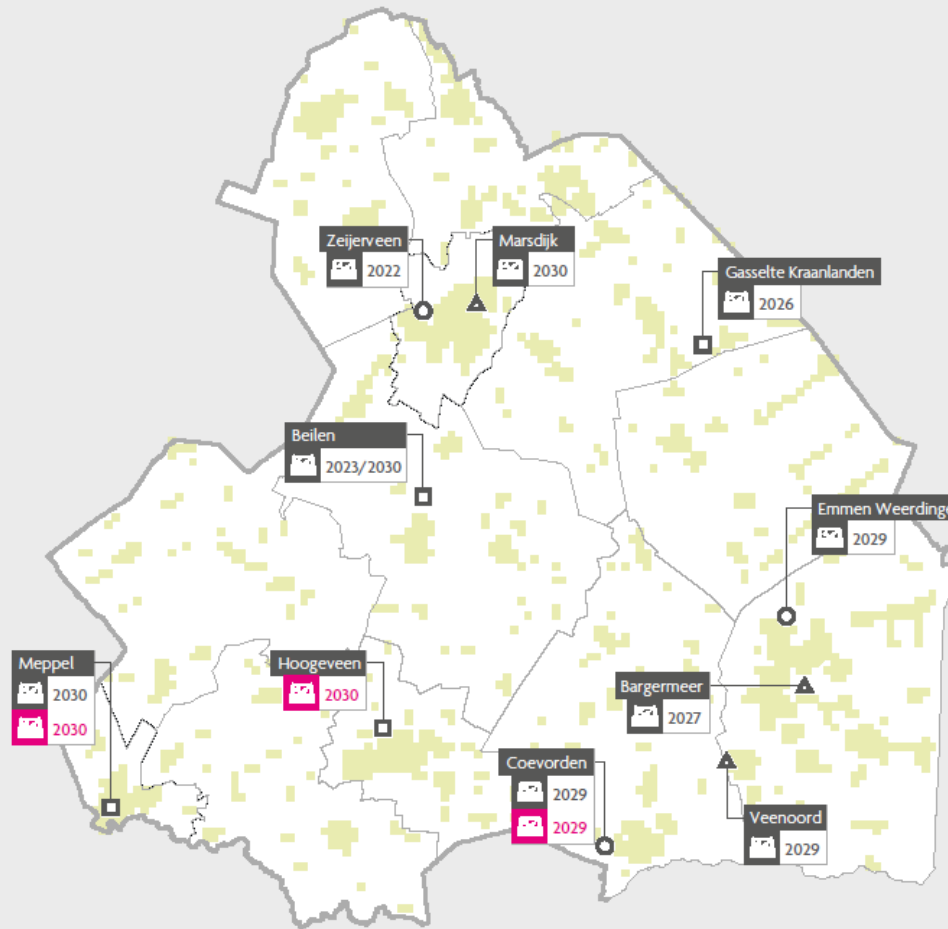 Zeijerveen
2022
Marsdijk
2030
Gasselte Kraanlanden
2026
Beilen
2023/2030
Emmen Weerdinge
2029
Meppel
2030
2030
Hoogeveen
2030
Bargermeer
2027
Coevorden
2029
2029
Veenoord
2029